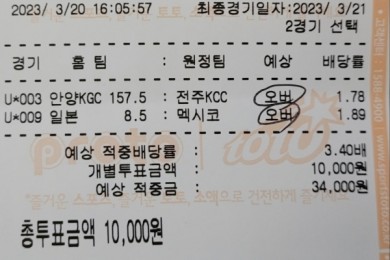 2023/ 3/20 16:05:57 최종경기일자:2023/ 3/21
2경기 선택
경기 홈 팀 : 원정팀 예상 배당률
U*003 안양KGC 157.5 : 전주KCC 오버 1.78
U*009 일본 8.5 : 멕시코 오버 1.89
예상 적중배당률 : 3.40배
개별투표금액 : 10,000원
예상 적중금 : 34,000원
총투표금액 10,000원